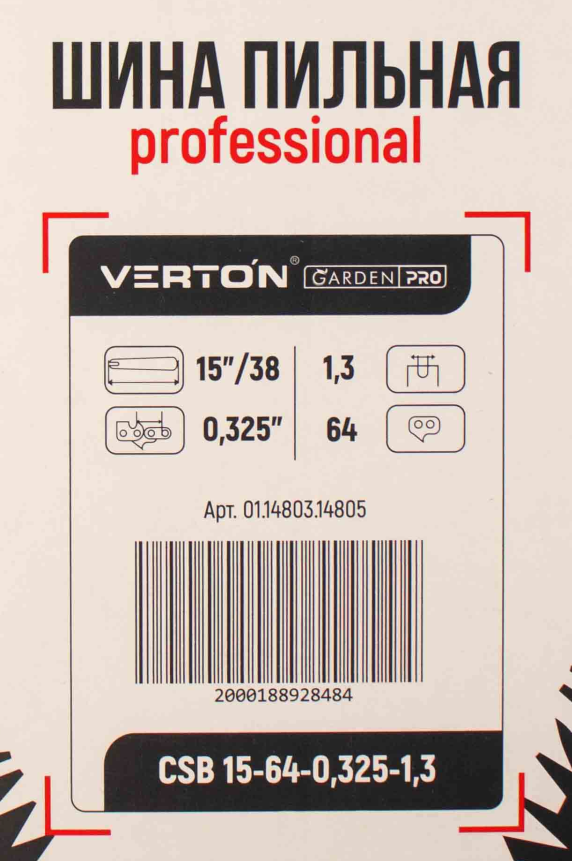 ШИНА ПИЛЬНАЯ
professional
VERTON® GARDEN PRO
15"/38 1,3
0,325" 64
Арт. 01.14803.14805
2000188928484
CSB 15-64-0,325-1,3